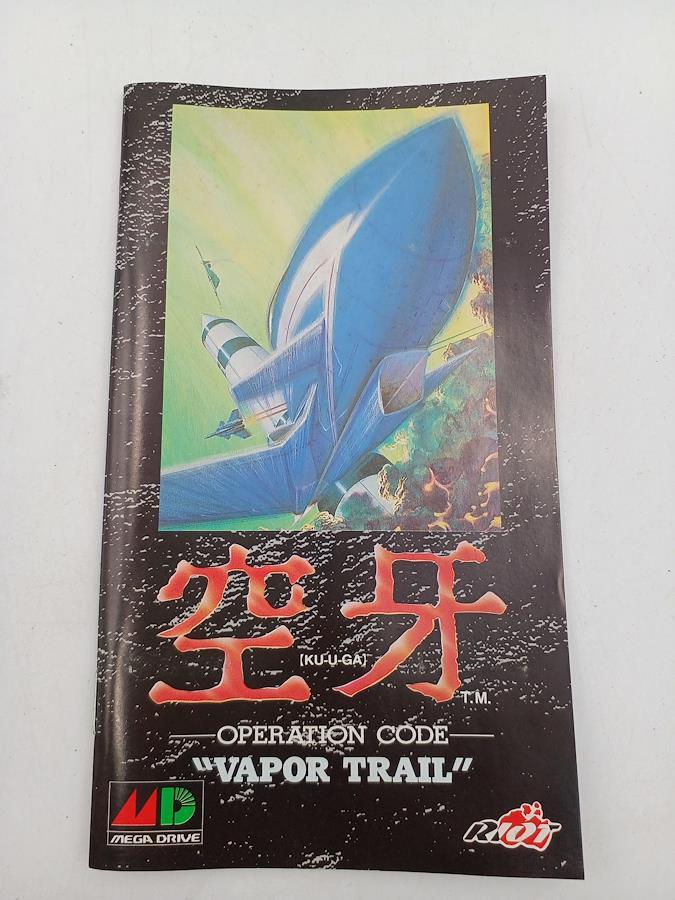 空牙
[KU-U-GA]
T.M.
OPERATION CODE
"VAPOR TRAIL"
MD
MEGA DRIVE
RIOT